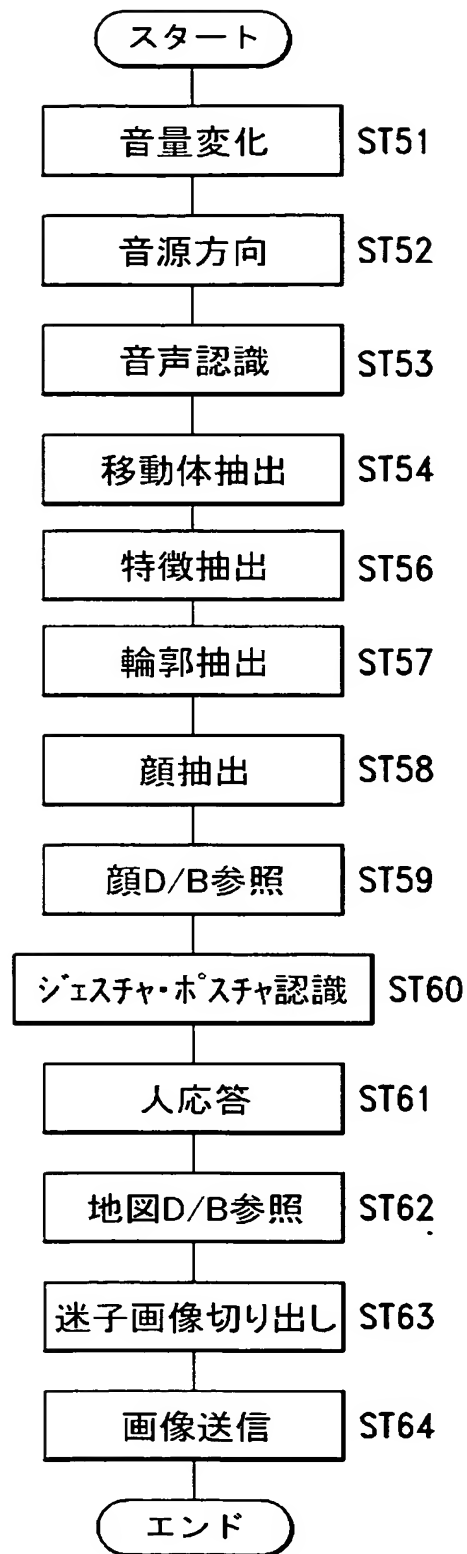 スタート
音量変化 ST51
音源方向 ST52
音声認識 ST53
移動体抽出 ST54
特徴抽出 ST56
輪郭抽出 ST57
顔抽出 ST58
顔D/B参照 ST59
ジェスチャ・ポスチャ認識 ST60
人応答 ST61
地図D/B参照 ST62
迷子画像切り出し ST63
画像送信 ST64
エンド